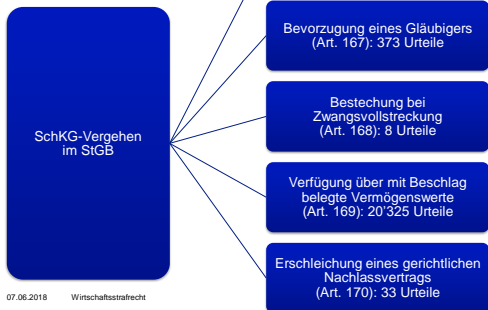 Bevorzugung eines Gläubigers
(Art. 167): 373 Urteile
Bestechung bei
Zwangsvollstreckung
(Art. 168): 8 Urteile
SchKG-Vergehen
im StGB
Verfügung über mit Beschlag
belegte Vermögenswerte
(Art. 169): 20’325 Urteile
Erschleichung eines gerichtlichen
Nachlassvertrags
(Art. 170): 33 Urteile
07.06.2018 Wirtschaftsstrafrecht